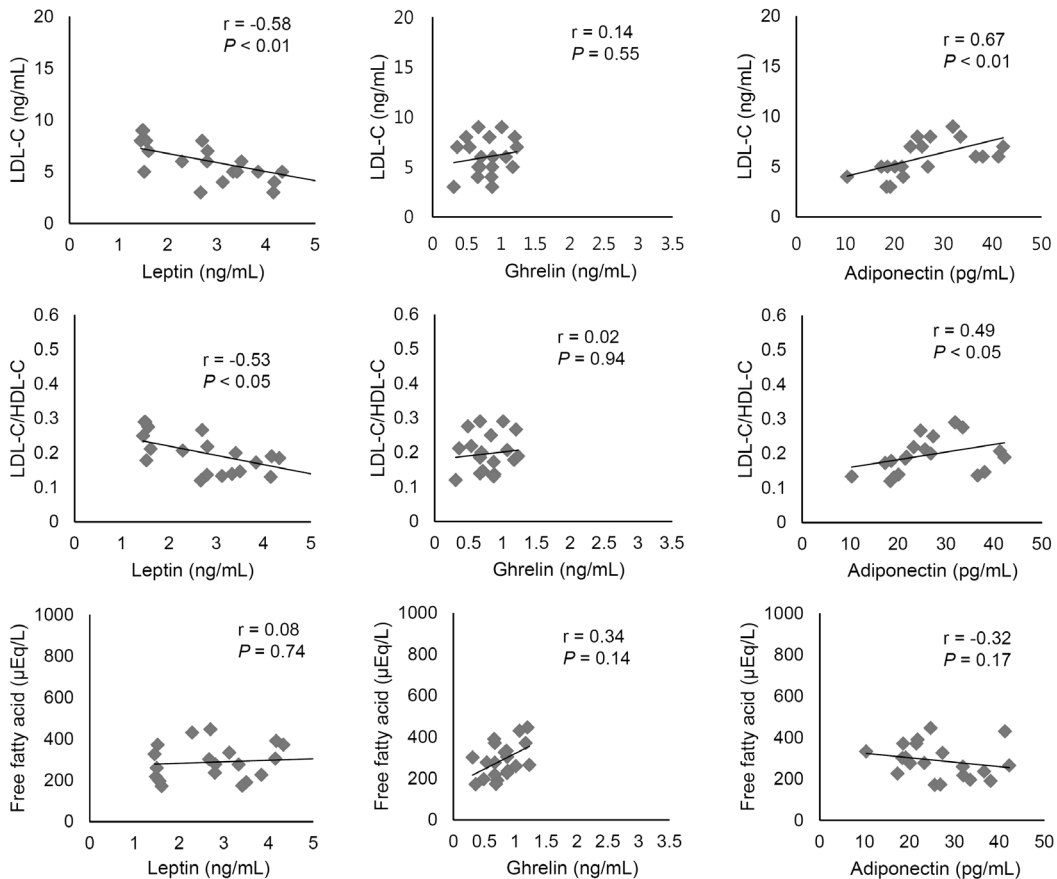 20
15
10
5
0
LDL-C (ng/mL)
r = -0.58
P < 0.01
0 1 2 3 4 5
Leptin (ng/mL)
20
15
10
5
0
LDL-C (ng/mL)
r = 0.14
P = 0.55
0 0.5 1 1.5 2 2.5 3 3.5
Ghrelin (ng/mL)
20
15
10
5
0
LDL-C (ng/mL)
r = 0.67
P < 0.01
0 10 20 30 40 50
Adiponectin (pg/mL)
0.6
0.5
0.4
0.3
0.2
0.1
0
LDL-C/HDL-C
r = -0.53
P < 0.05
0 1 2 3 4 5
Leptin (ng/mL)
0.6
0.5
0.4
0.3
0.2
0.1
0
LDL-C/HDL-C
r = 0.02
P = 0.94
0 0.5 1 1.5 2 2.5 3 3.5
Ghrelin (ng/mL)
0.6
0.5
0.4
0.3
0.2
0.1
0
LDL-C/HDL-C
r = 0.49
P < 0.05
0 10 20 30 40 50
Adiponectin (pg/mL)
1000
800
600
400
200
0
Free fatty acid (µEq/L)
r = 0.08
P = 0.74
0 1 2 3 4 5
Leptin (ng/mL)
1000
800
600
400
200
0
Free fatty acid (µEq/L)
r = 0.34
P = 0.14
0 0.5 1 1.5 2 2.5 3 3.5
Ghrelin (ng/mL)
1000
800
600
400
200
0
Free fatty acid (µEq/L)
r = -0.32
P = 0.17
0 10 20 30 40 50
Adiponectin (pg/mL)